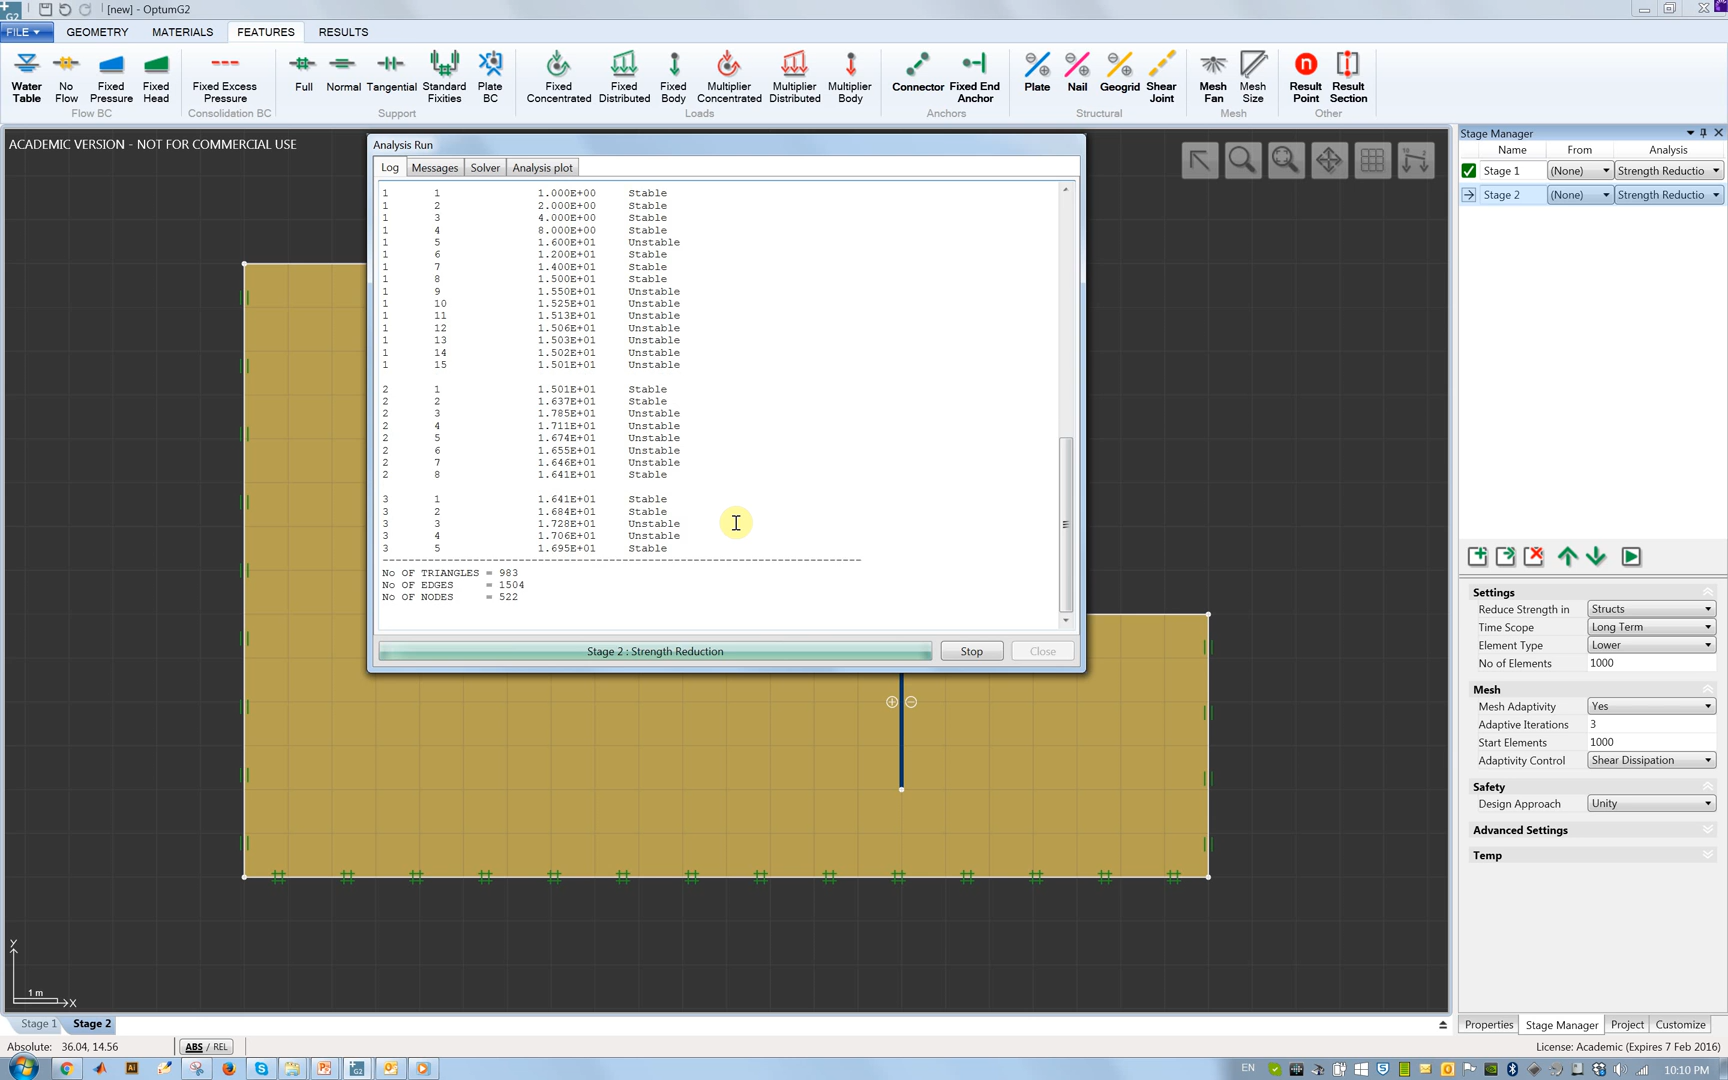 [new] - OptumG2
FILE
GEOMETRY
MATERIALS
FEATURES
RESULTS
Water Table
No Flow
Fixed Pressure
Fixed Head
Flow BC
Fixed Excess Pressure
Consolidation BC
Full
Normal
Tangential
Standard Fixities
Plate BC
Support
Fixed Concentrated
Fixed Distributed
Fixed Body
Multiplier Concentrated
Multiplier Distributed
Multiplier Body
Loads
Connector
Fixed End Anchor
Anchors
Plate
Nail
Geogrid
Shear Joint
Structural
Mesh Fan
Mesh Size
Mesh
Result Point
Result Section
Other
ACADEMIC VERSION - NOT FOR COMMERCIAL USE
Analysis Run
Log
Messages
Solver
Analysis plot
1 1 1.000E+00 Stable
1 2 2.000E+00 Stable
1 3 4.000E+00 Stable
1 4 8.000E+00 Stable
1 5 1.600E+01 Unstable
1 6 1.200E+01 Stable
1 7 1.400E+01 Stable
1 8 1.500E+01 Stable
1 9 1.550E+01 Unstable
1 10 1.525E+01 Unstable
1 11 1.513E+01 Unstable
1 12 1.506E+01 Unstable
1 13 1.503E+01 Unstable
1 14 1.502E+01 Unstable
1 15 1.501E+01 Unstable
2 1 1.501E+01 Stable
2 2 1.637E+01 Stable
2 3 1.785E+01 Unstable
2 4 1.711E+01 Unstable
2 5 1.674E+01 Unstable
2 6 1.655E+01 Unstable
2 7 1.646E+01 Unstable
2 8 1.641E+01 Stable
3 1 1.641E+01 Stable
3 2 1.684E+01 Stable
3 3 1.728E+01 Unstable
3 4 1.706E+01 Unstable
3 5 1.695E+01 Stable
No OF TRIANGLES = 983
No OF EDGES = 1504
No OF NODES = 522
Stage 2 : Strength Reduction
Stop
Close
Stage Manager
Name From Analysis
Stage 1 (None) Strength Reductio
Stage 2 (None) Strength Reductio
Settings
Reduce Strength in Structs
Time Scope Long Term
Element Type Lower
No of Elements 1000
Mesh
Mesh Adaptivity Yes
Adaptive Iterations 3
Start Elements 1000
Adaptivity Control Shear Dissipation
Safety
Design Approach Unity
Advanced Settings
Temp
Y
1 m
X
Stage 1
Stage 2
Properties
Stage Manager
Project
Customize
Absolute: 36.04, 14.56
ABS / REL
License: Academic (Expires 7 Feb 2016)
EN
10:10 PM